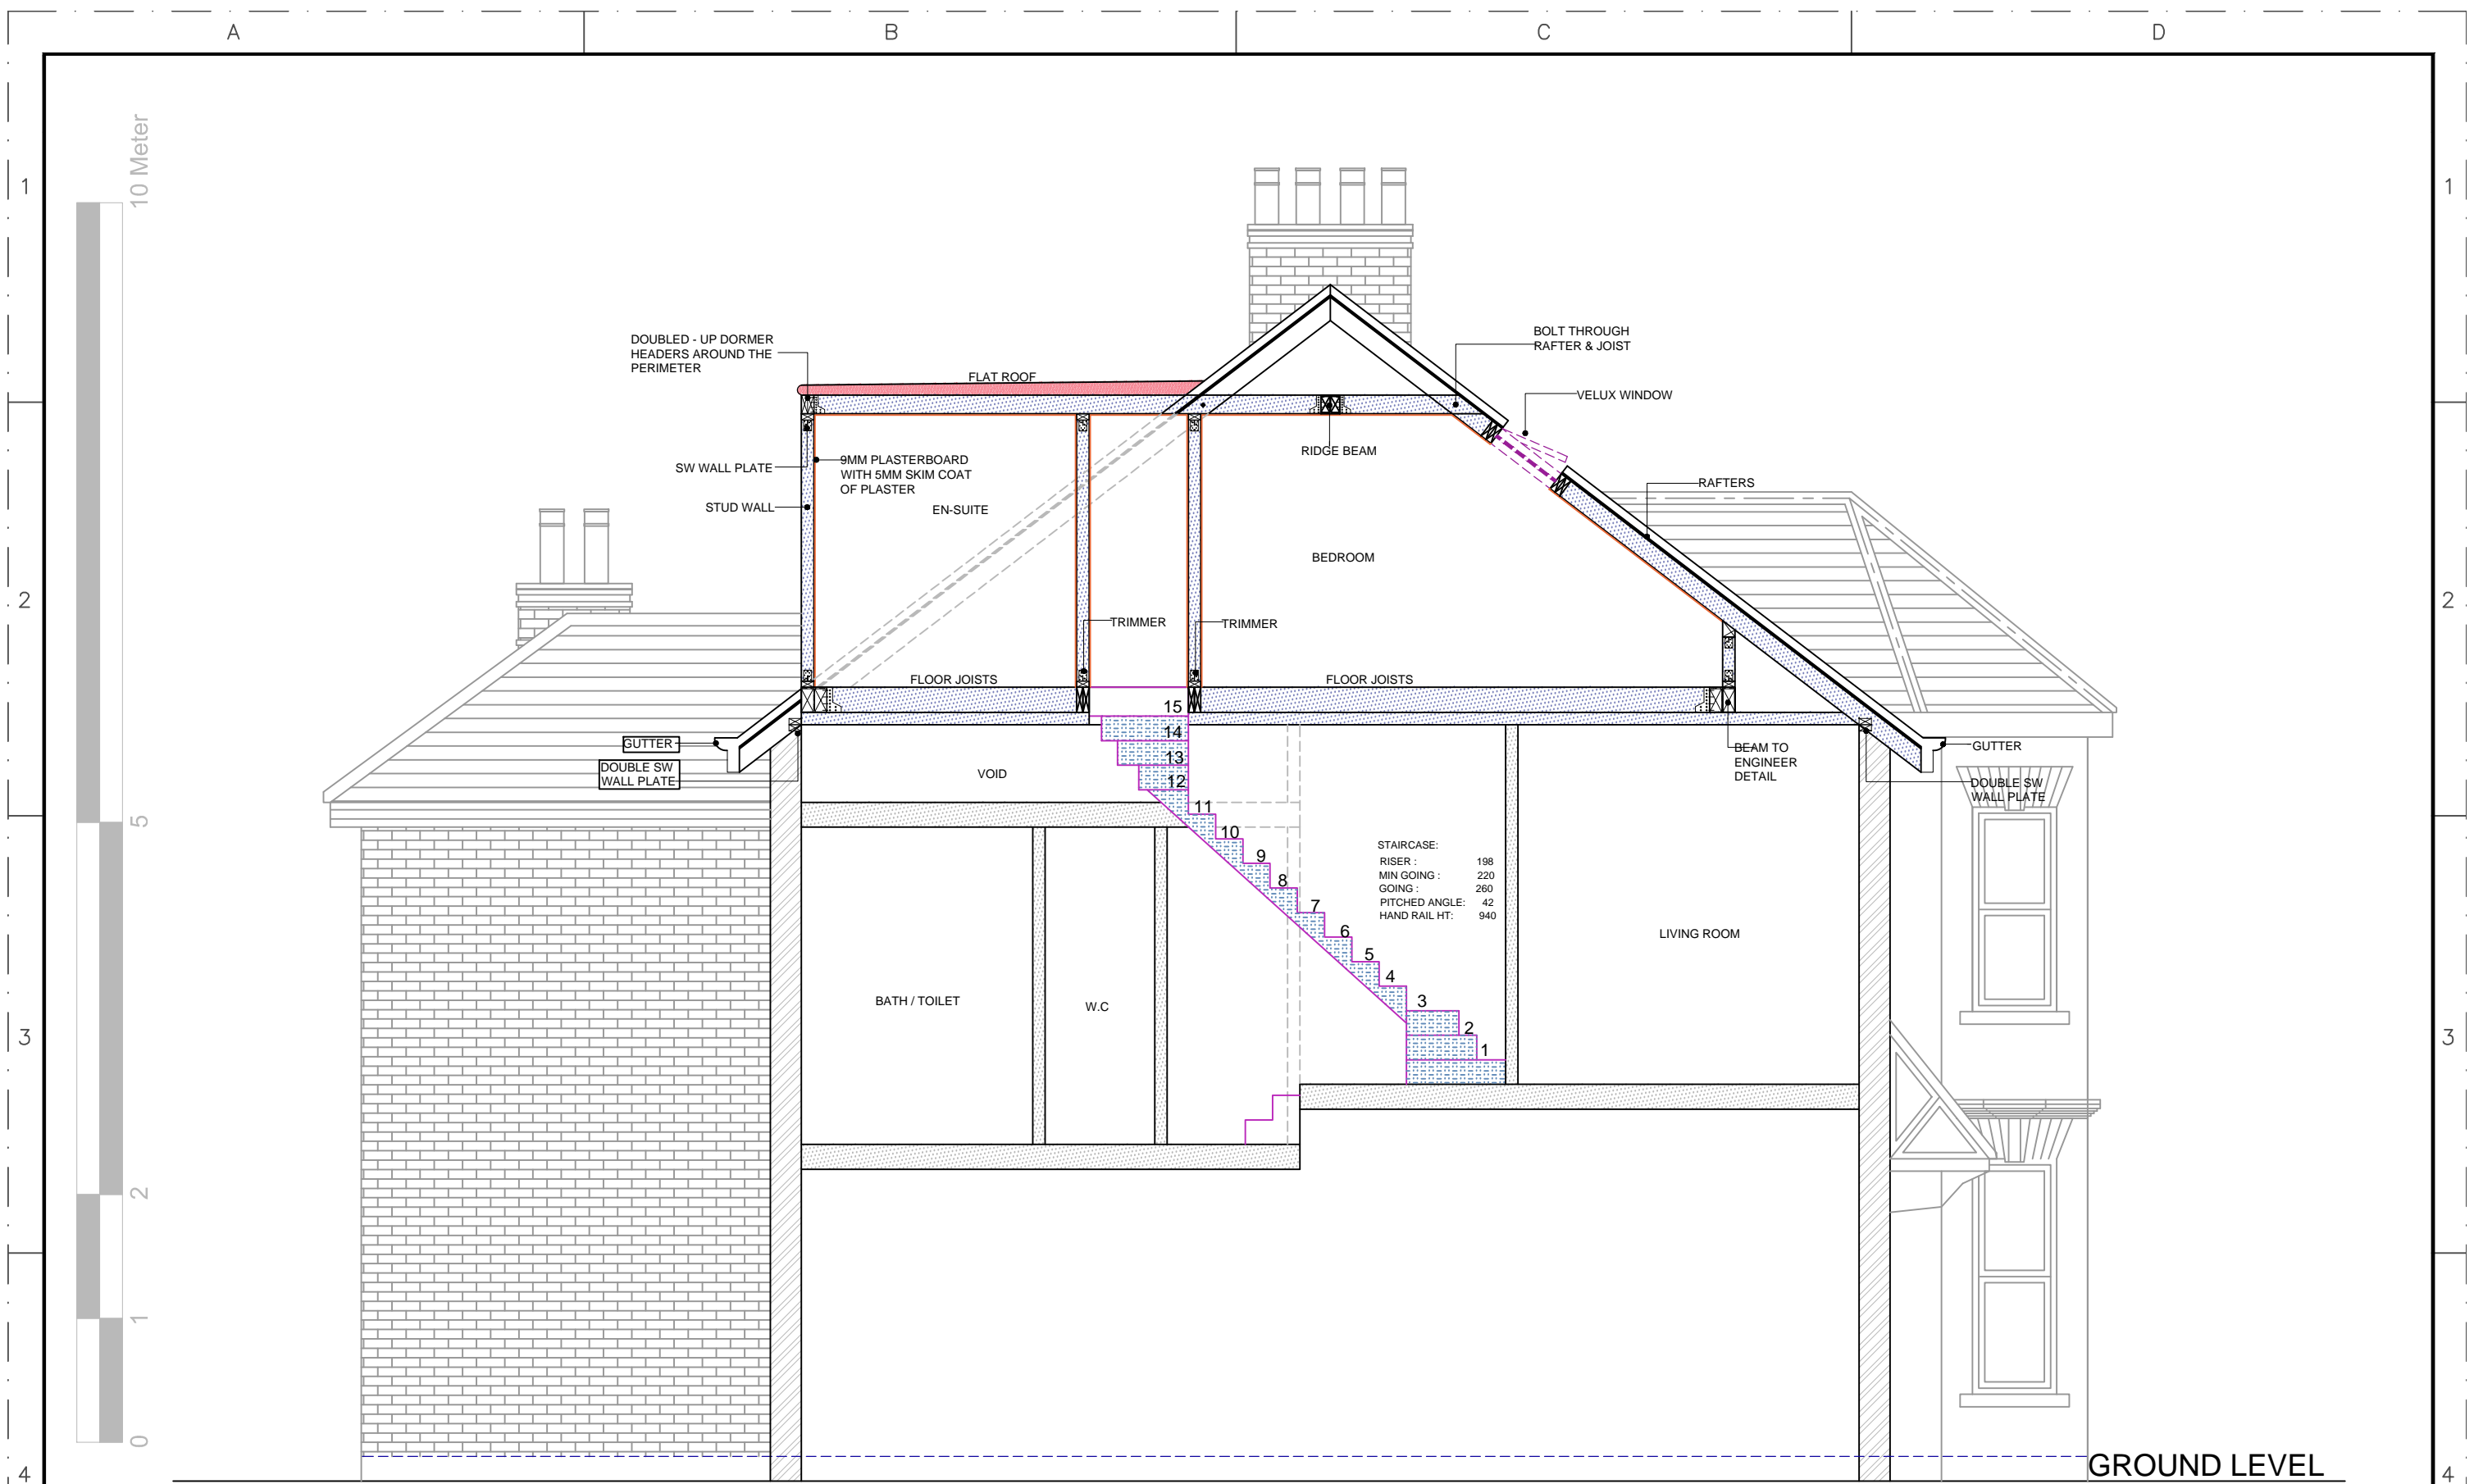 A
B
C
D
1
1
10 Meter
DOUBLED - UP DORMER
HEADERS AROUND THE
PERIMETER
FLAT ROOF
BOLT THROUGH
RAFTER & JOIST
VELUX WINDOW
SW WALL PLATE
9MM PLASTERBOARD
WITH 5MM SKIM COAT
OF PLASTER
RIDGE BEAM
RAFTERS
STUD WALL
EN-SUITE
BEDROOM
2
2
TRIMMER
TRIMMER
FLOOR JOISTS
FLOOR JOISTS
15
14
13
12
11
10
9
8
7
6
5
4
3
2
1
GUTTER
DOUBLE SW
WALL PLATE
VOID
BEAM TO
ENGINEER
DETAIL
GUTTER
DOUBLE SW
WALL PLATE
5
STAIRCASE:
RISER : 198
MIN GOING : 220
GOING : 260
PITCHED ANGLE: 42
HAND RAIL HT: 940
LIVING ROOM
BATH / TOILET
W.C
3
3
2
1
0
GROUND LEVEL
4
4